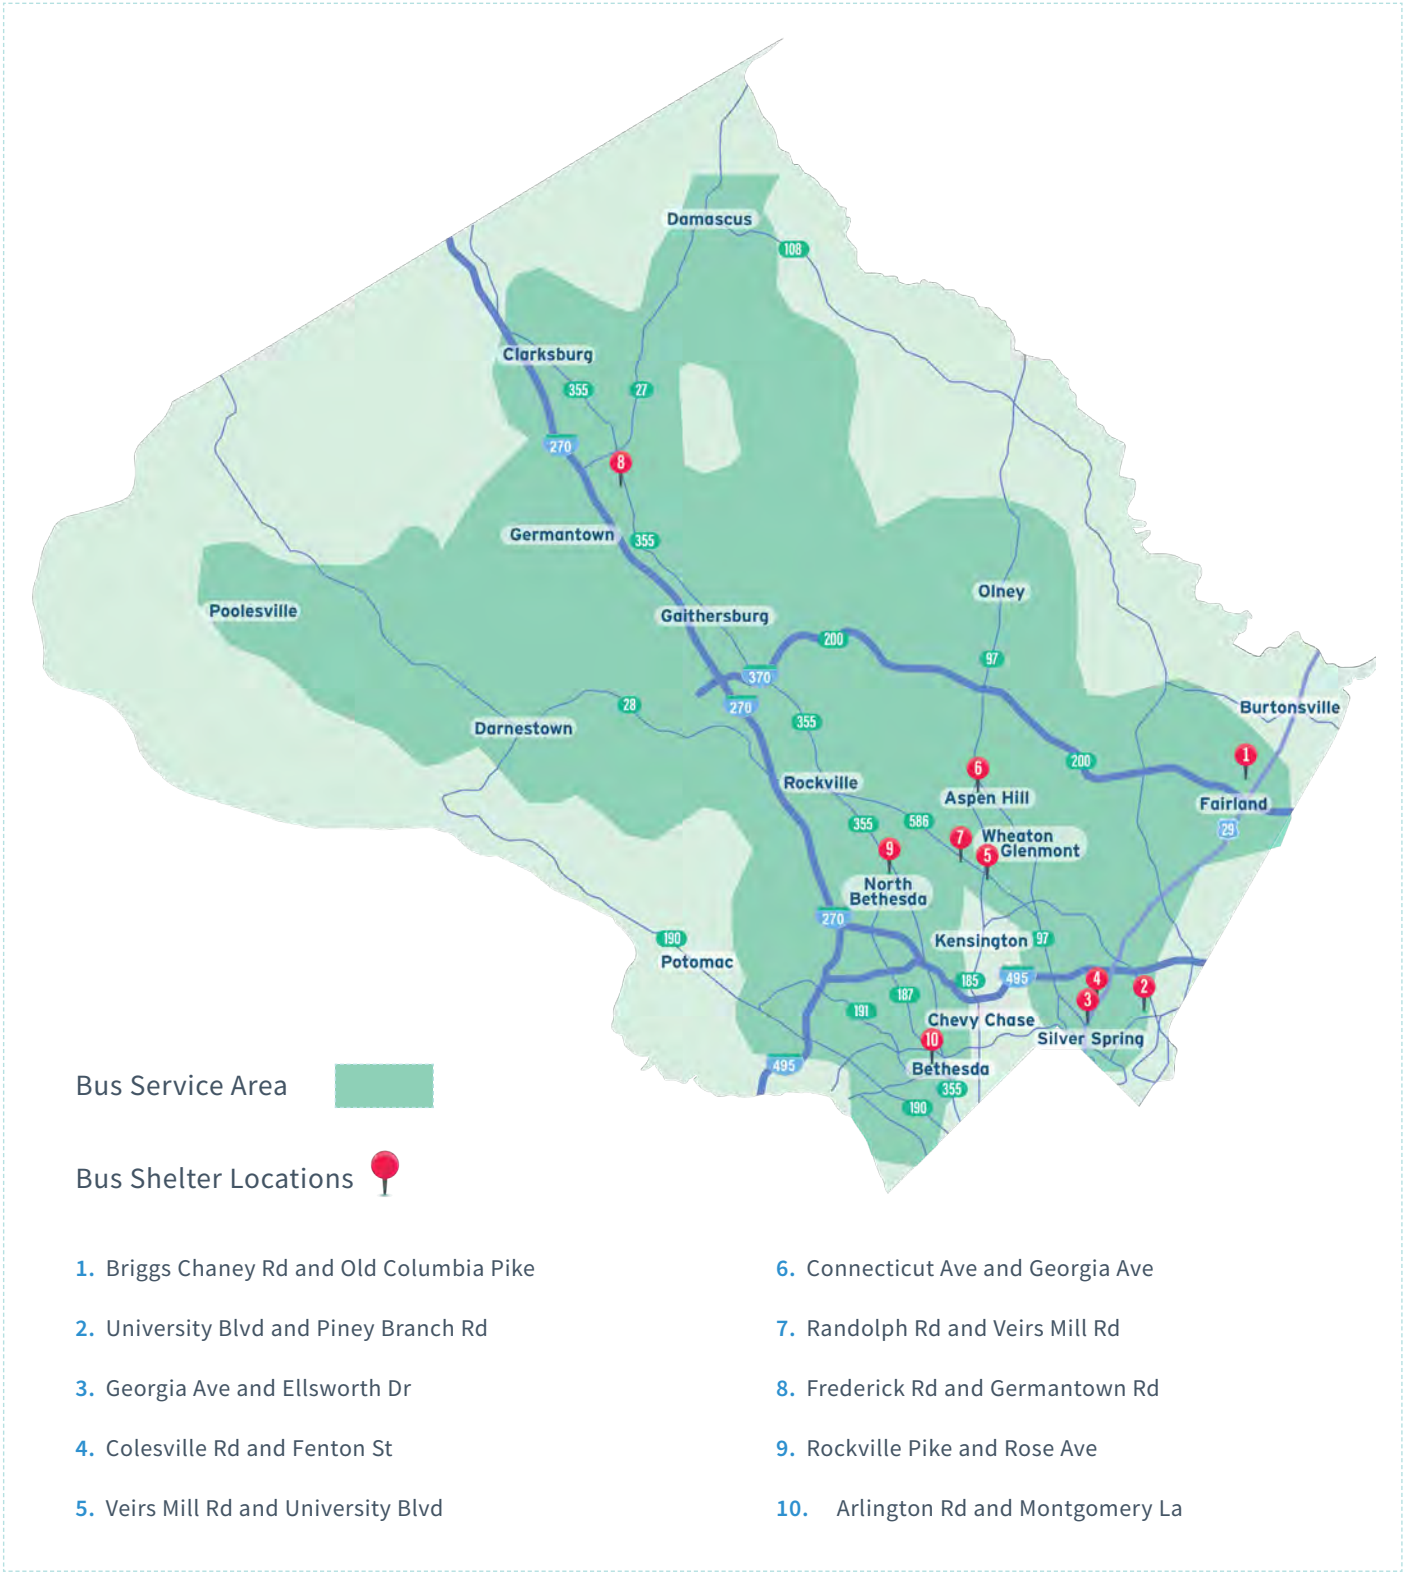 Damascus
108
Clarksburg
355
27
270
8
Germantown
355
Olney
Poolesville
Gaithersburg
200
97
370
28
270
Burtonsville
355
Darnestown
1
200
6
Rockville
Aspen Hill
Fairland
586
355
29
7
Wheaton
9
5
Glenmont
North
Bethesda
270
190
Kensington
97
Potomac
185
495
4
2
187
3
191
Chevy Chase
10
Silver Spring
495
Bethesda
355
190
Bus Service Area
Bus Shelter Locations
1. Briggs Chaney Rd and Old Columbia Pike
2. University Blvd and Piney Branch Rd
3. Georgia Ave and Ellsworth Dr
4. Colesville Rd and Fenton St
5. Veirs Mill Rd and University Blvd
6. Connecticut Ave and Georgia Ave
7. Randolph Rd and Veirs Mill Rd
8. Frederick Rd and Germantown Rd
9. Rockville Pike and Rose Ave
10. Arlington Rd and Montgomery La